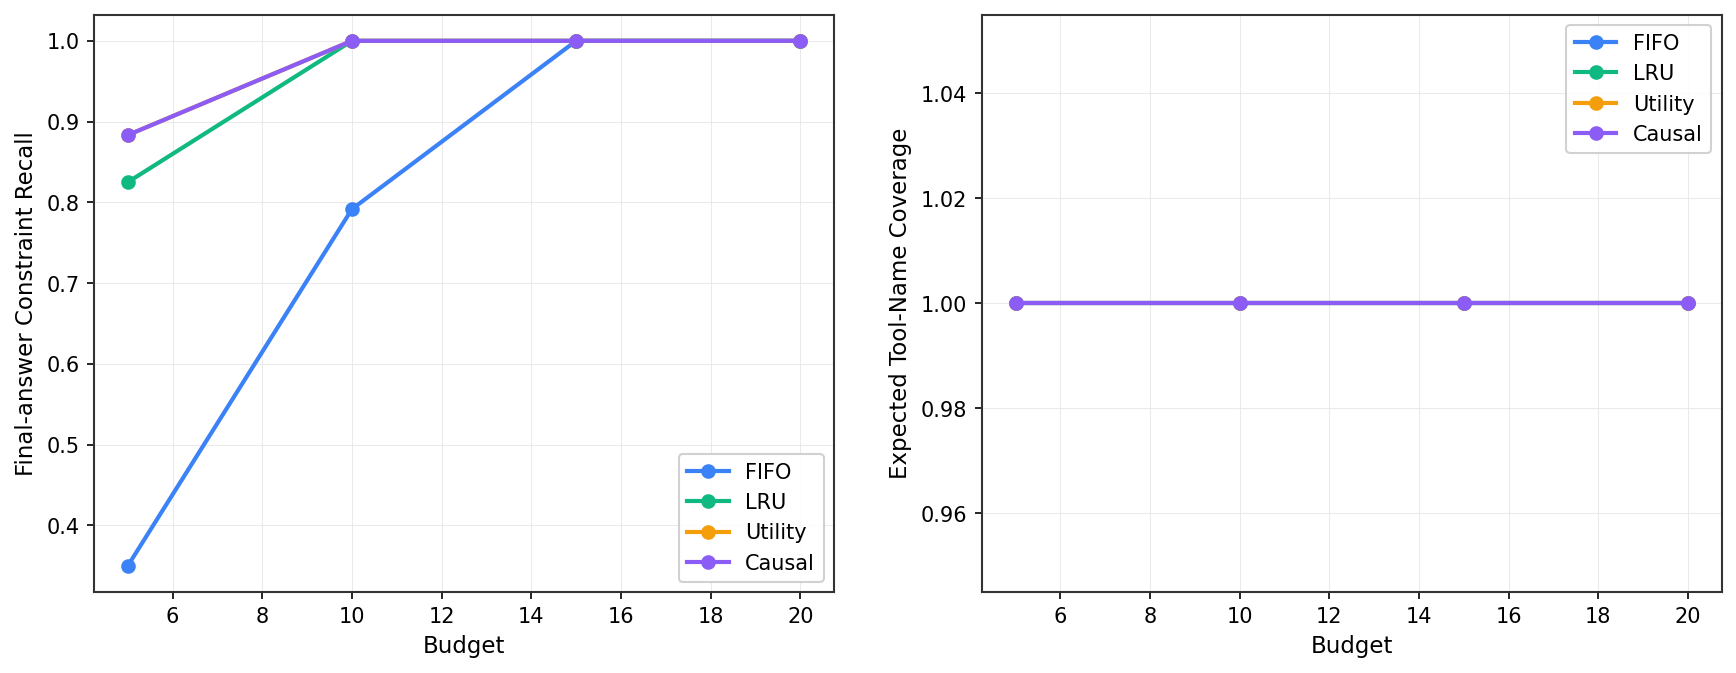 Final-answer Constraint Recall
1.0
0.9
0.8
0.7
0.6
0.5
0.4
6 8 10 12 14 16 18 20
Budget
FIFO
LRU
Utility
Causal
Expected Tool-Name Coverage
1.04
1.02
1.00
0.98
0.96
6 8 10 12 14 16 18 20
Budget
FIFO
LRU
Utility
Causal